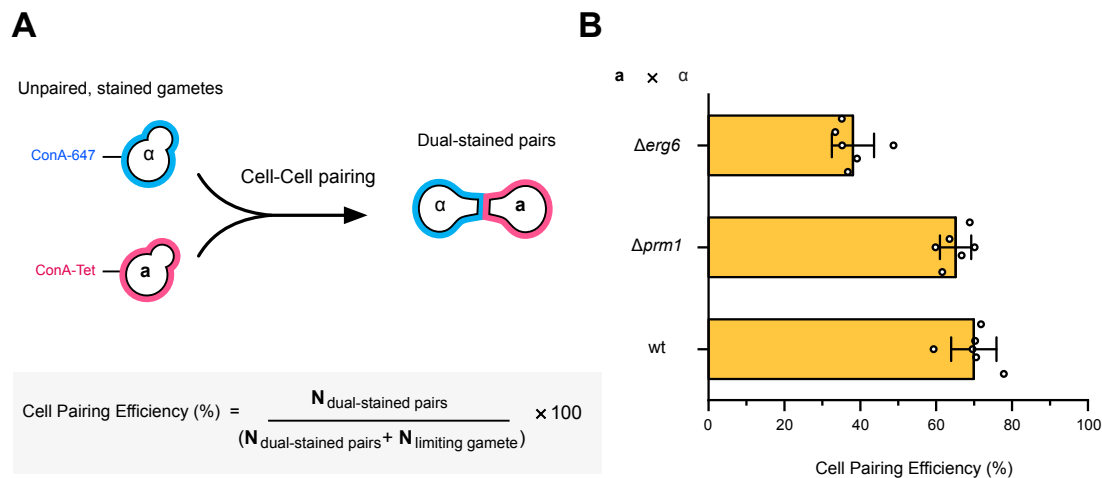 A
Unpaired, stained gametes
ConA-647
α
Cell-Cell pairing
Dual-stained pairs
α a
ConA-Tet
a
Cell Pairing Efficiency (%) = N dual-stained pairs × 100
(N dual-stained pairs + N limiting gamete)
B
a × α
Δerg6
Δprm1
wt
0 20 40 60 80 100
Cell Pairing Efficiency (%)